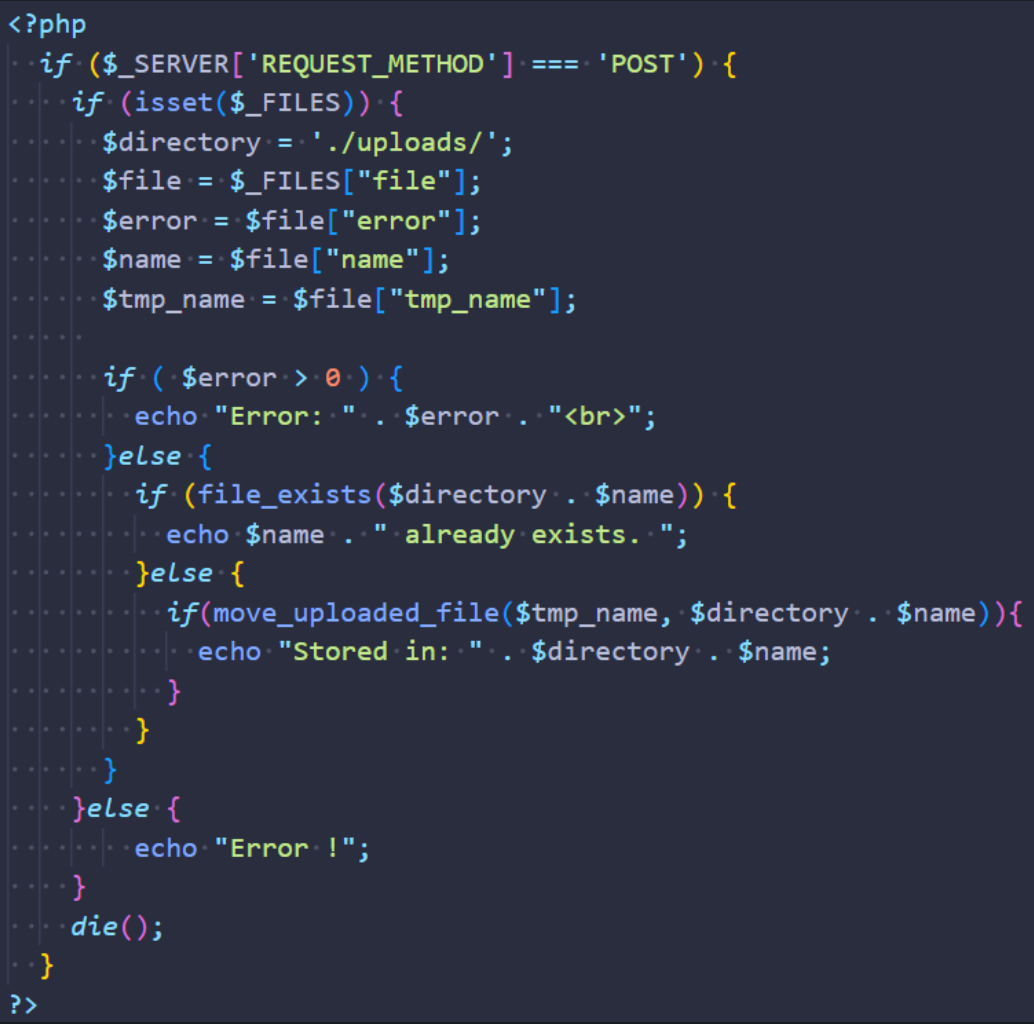 <?php
  if ($_SERVER['REQUEST_METHOD'] === 'POST') {
    if (isset($_FILES)) {
      $directory = './uploads/';
      $file = $_FILES["file"];
      $error = $file["error"];
      $name = $file["name"];
      $tmp_name = $file["tmp_name"];

      if ( $error > 0 ) {
        echo "Error: " . $error . "<br>";
      }else {
        if (file_exists($directory . $name)) {
          echo $name . " already exists. ";
        }else {
          if(move_uploaded_file($tmp_name, $directory . $name)){
            echo "Stored in: " . $directory . $name;
          }
        }
      }
    }else {
        echo "Error !";
    }
    die();
  }
?>